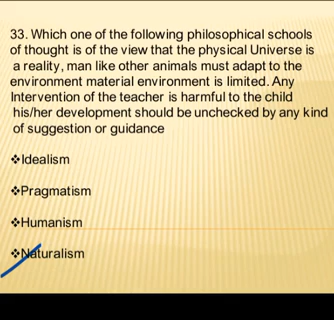 33. Which one of the following philosophical schools
of thought is of the view that the physical Universe is
a reality, man like other animals must adapt to the
environment material environment is limited. Any
Intervention of the teacher is harmful to the child
his/her development should be unchecked by any kind
of suggestion or guidance
❖Idealism
❖Pragmatism
❖Humanism
❖Naturalism